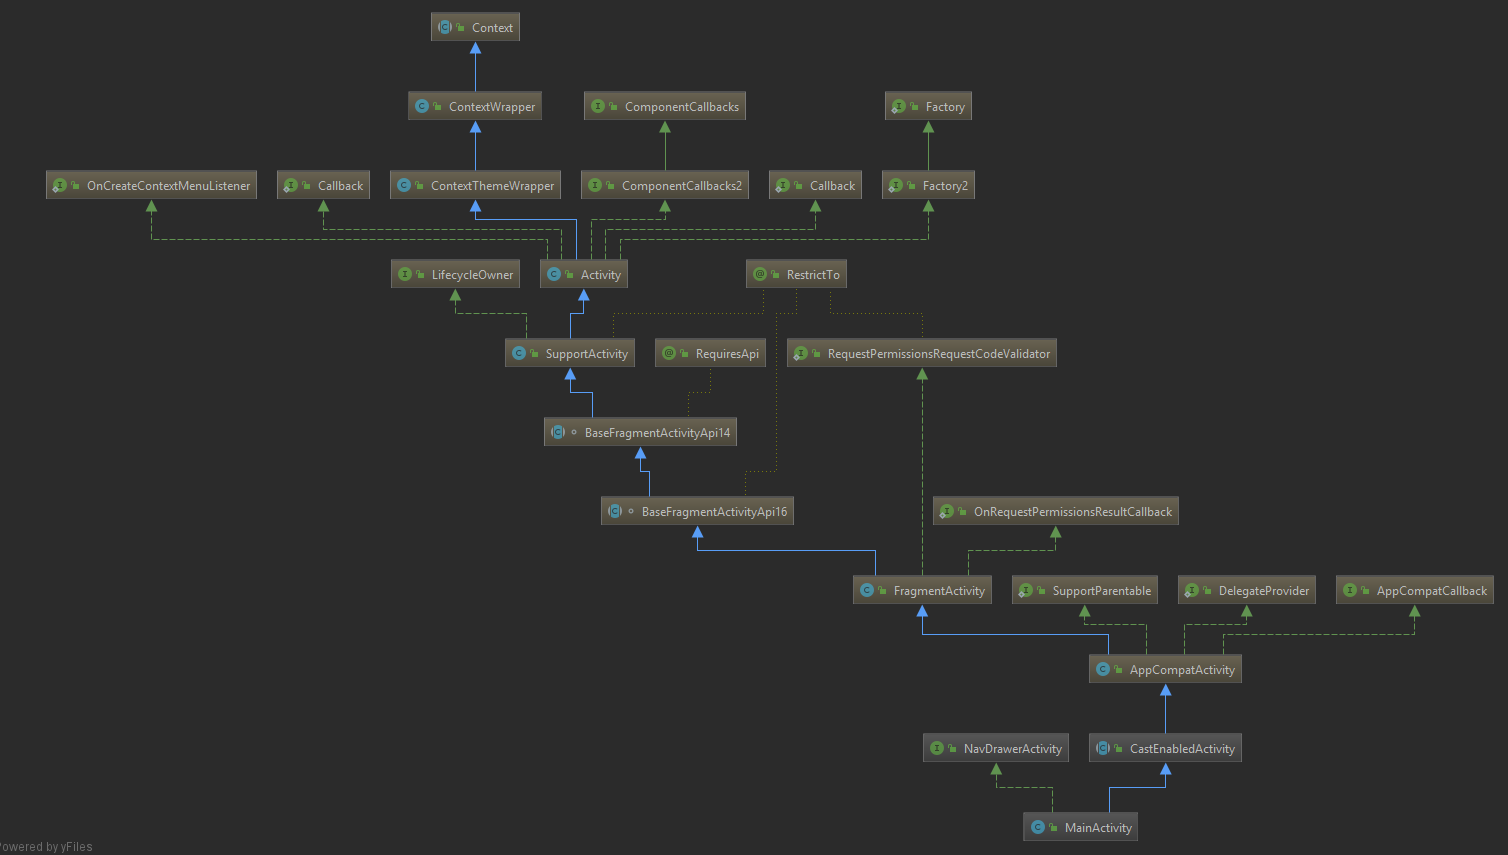 Context
ContextWrapper
ComponentCallbacks
Factory
OnCreateContextMenuListener
Callback
ContextThemeWrapper
ComponentCallbacks2
Callback
Factory2
LifecycleOwner
Activity
RestrictTo
SupportActivity
RequiresApi
RequestPermissionsRequestCodeValidator
BaseFragmentActivityApi14
BaseFragmentActivityApi16
OnRequestPermissionsResultCallback
FragmentActivity
SupportParentable
DelegateProvider
AppCompatCallback
AppCompatActivity
NavDrawerActivity
CastEnabledActivity
MainActivity
Powered by yFiles